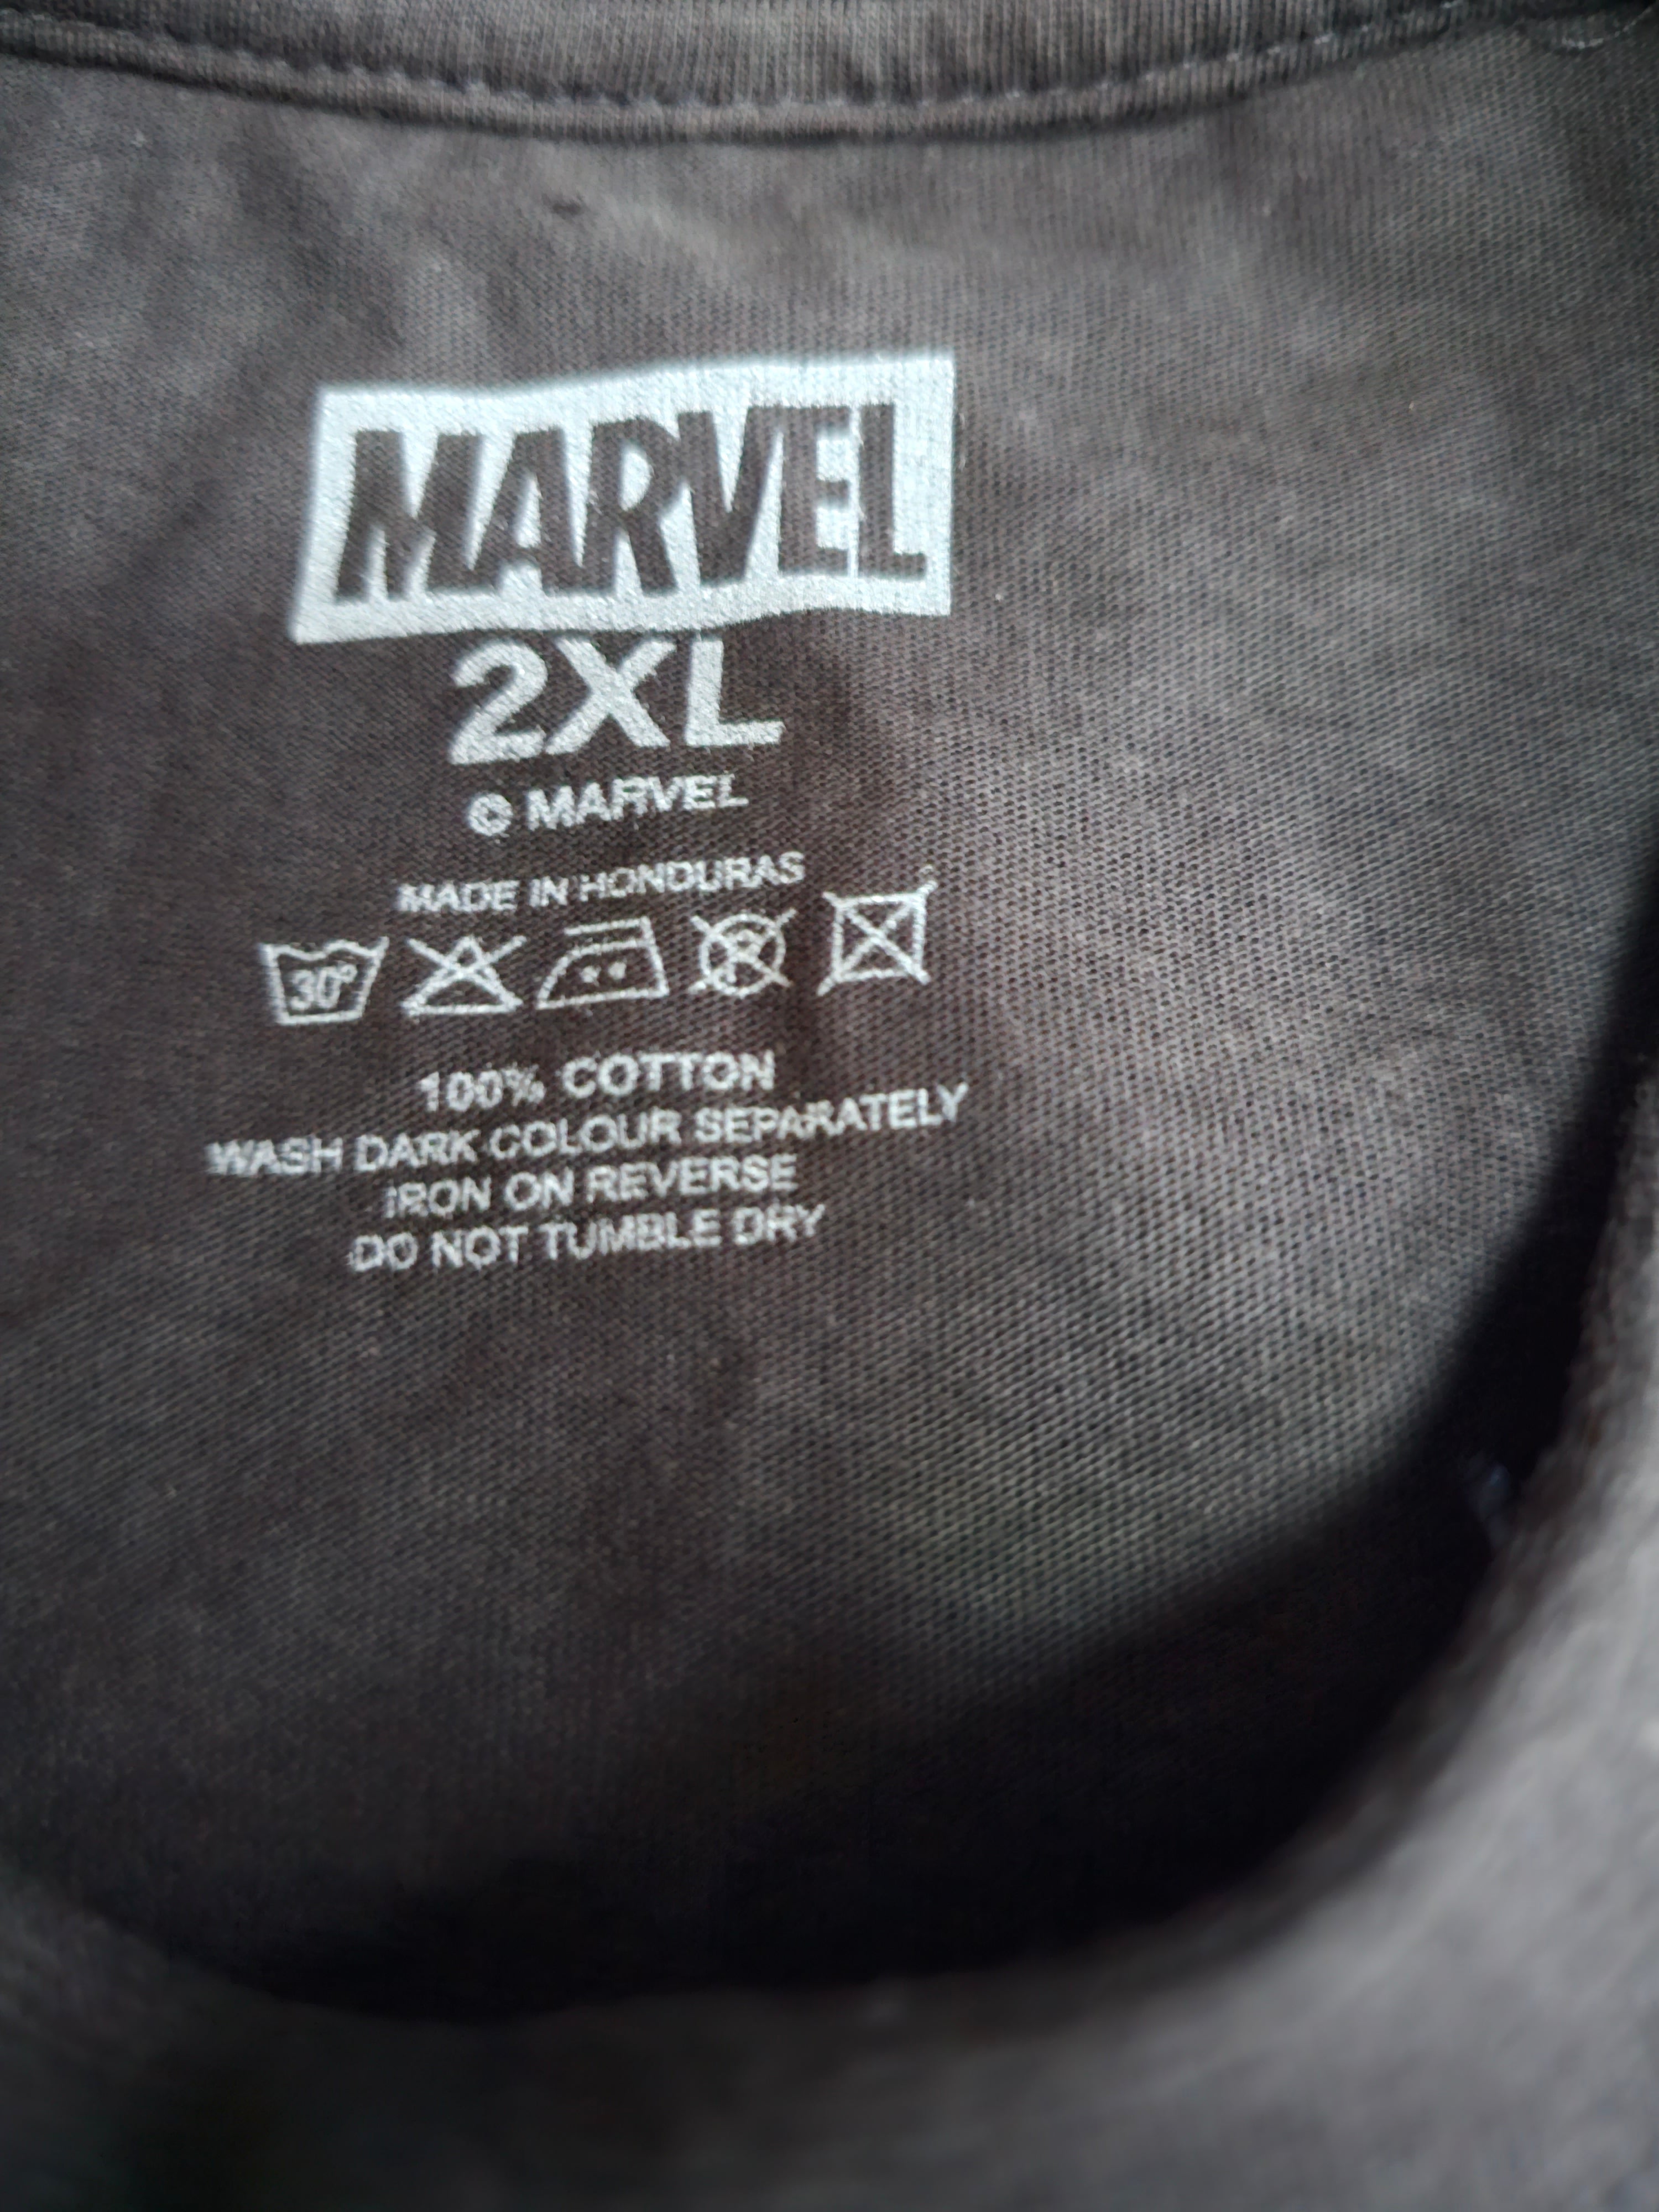 MARVEL
2XL
© MARVEL
MADE IN HONDURAS
30°
100% COTTON
WASH DARK COLOUR SEPARATELY
IRON ON REVERSE
DO NOT TUMBLE DRY